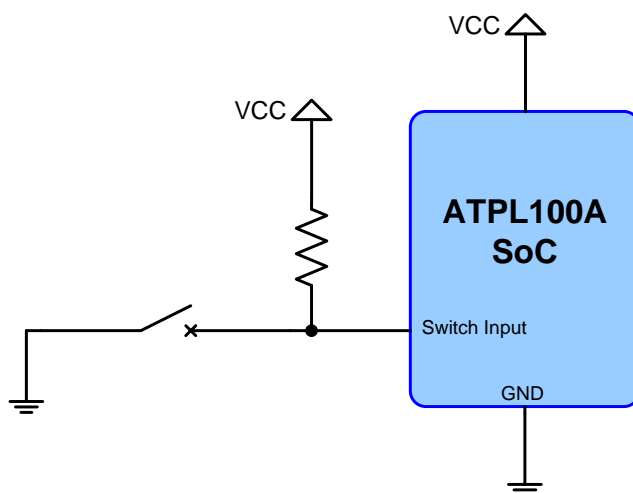 VCC
VCC
ATPL100A
SoC
Switch Input
GND